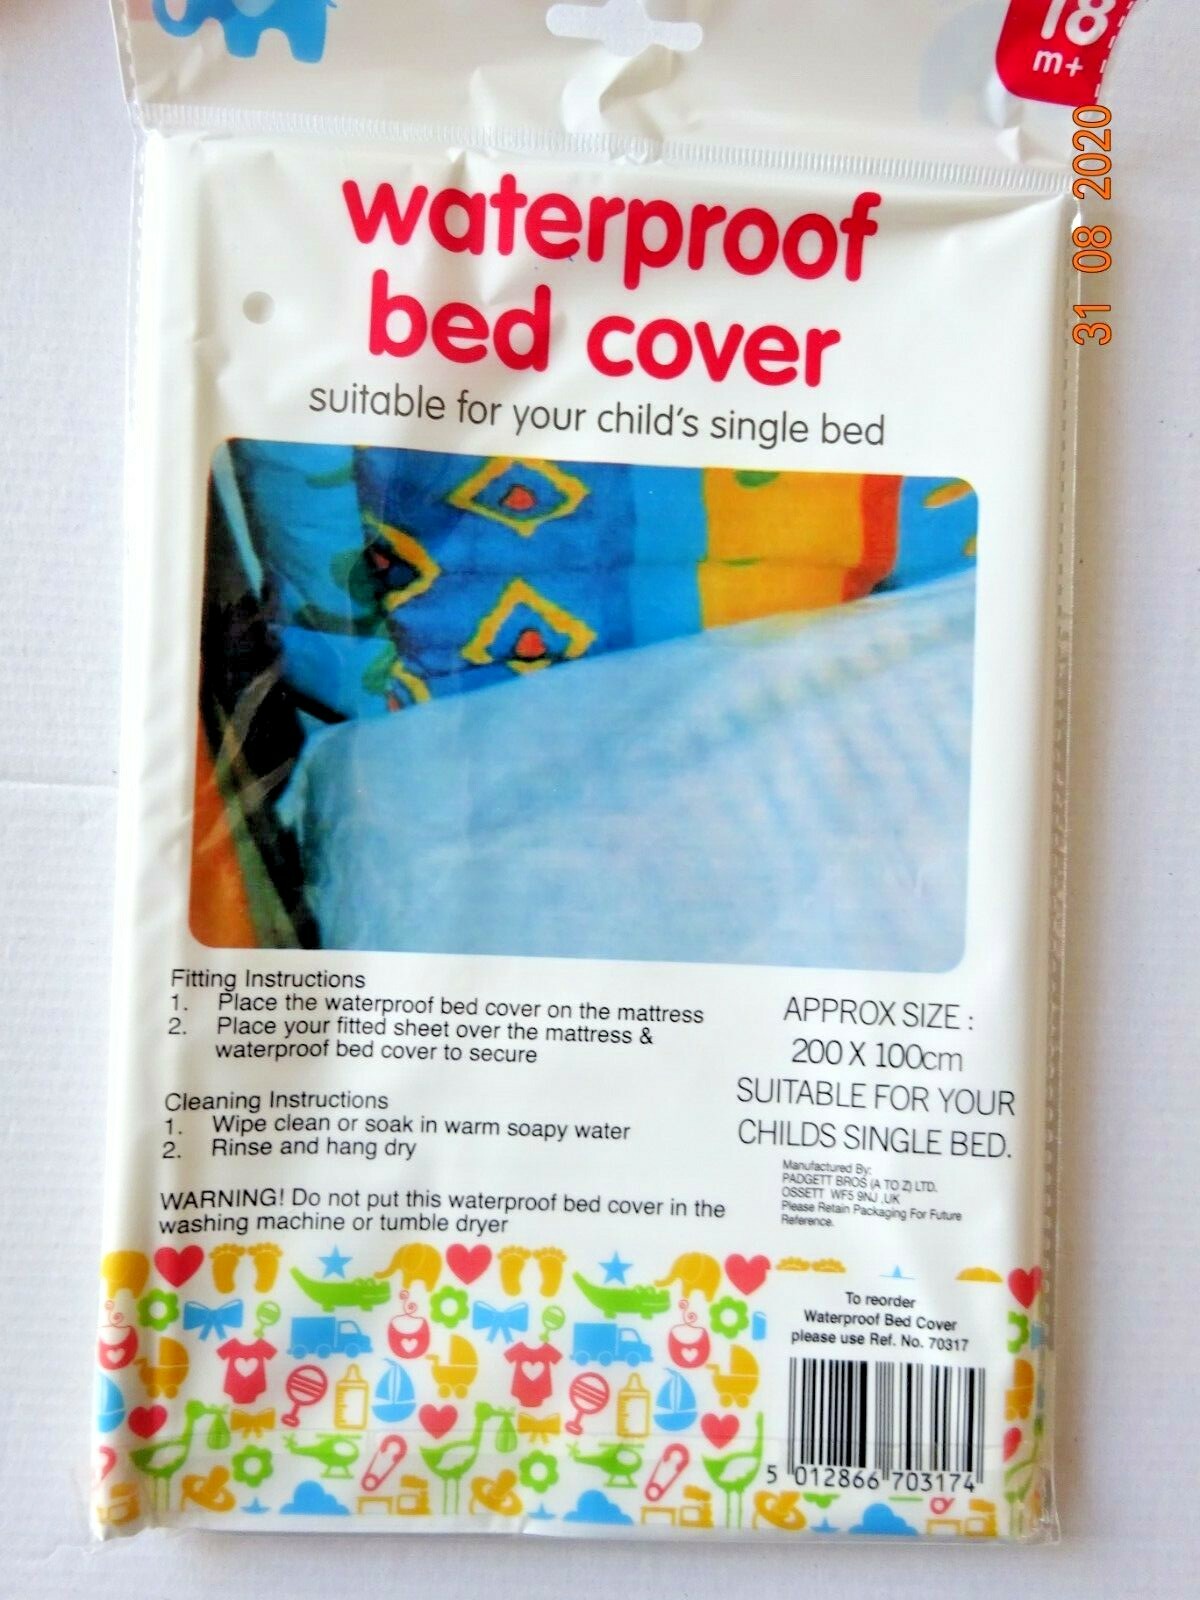 18
m+
31 08 2020
waterproof
bed cover
suitable for your child's single bed
Fitting Instructions
1. Place the waterproof bed cover on the mattress
2. Place your fitted sheet over the mattress &
waterproof bed cover to secure
Cleaning Instructions
1. Wipe clean or soak in warm soapy water
2. Rinse and hang dry
WARNING! Do not put this waterproof bed cover in the
washing machine or tumble dryer
APPROX SIZE :
200 X 100cm
SUITABLE FOR YOUR
CHILDS SINGLE BED.
Manufactured By:
PADGETT BROS (A TO Z) LTD.
OSSETT WF5 9NJ ,UK
Please Retain Packaging For Future
Reference.
To reorder
Waterproof Bed Cover
please use Ref. No. 70317
5 012866 703174